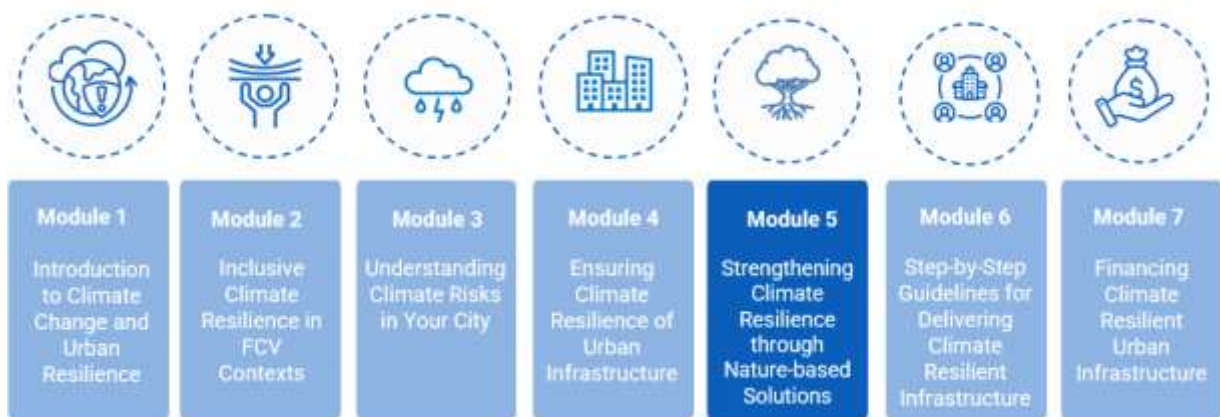 Module 1
Introduction
to Climate
Change and
Urban
Resilience
Module 2
Inclusive
Climate
Resilience in
FCV
Contexts
Module 3
Understanding
Climate Risks
in Your City
Module 4
Ensuring
Climate
Resilience of
Urban
Infrastructure
Module 5
Strengthening
Climate
Resilience
through
Nature-based
Solutions
Module 6
Step-by-Step
Guidelines for
Delivering
Climate
Resilient
Infrastructure
Module 7
Financing
Climate
Resilient
Urban
Infrastructure